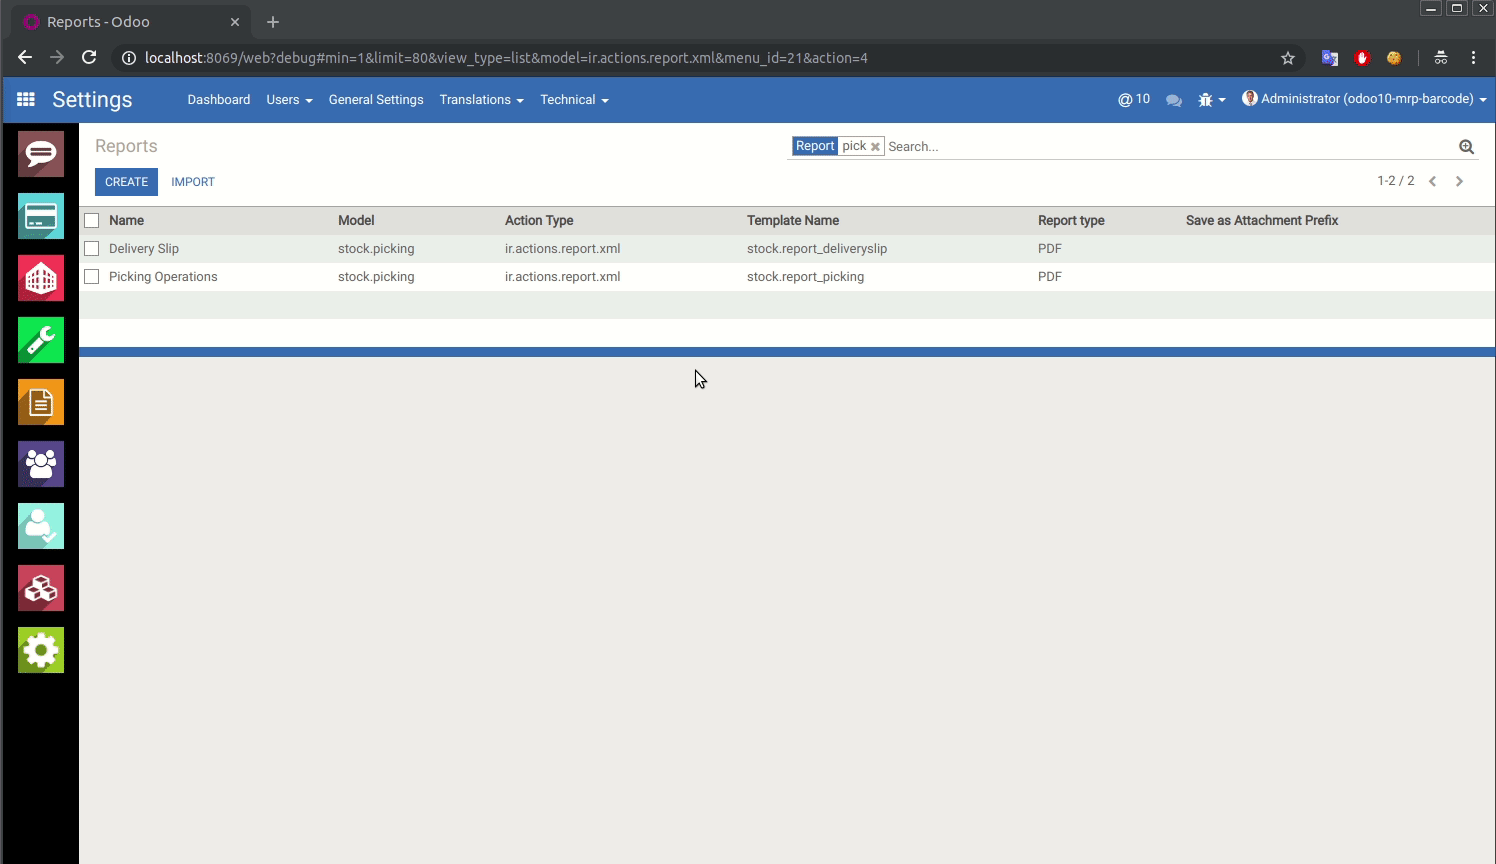 Reports - Odoo
localhost:8069/web?debug#min=1&limit=80&view_type=list&model=ir.actions.report.xml&menu_id=21&action=4
Settings Dashboard Users General Settings Translations Technical @ 10 Administrator (odoo10-mrp-barcode)
Reports Report pick Search...
CREATE IMPORT 1-2 / 2
Name Model Action Type Template Name Report type Save as Attachment Prefix
Delivery Slip stock.picking ir.actions.report.xml stock.report_deliveryslip PDF
Picking Operations stock.picking ir.actions.report.xml stock.report_picking PDF